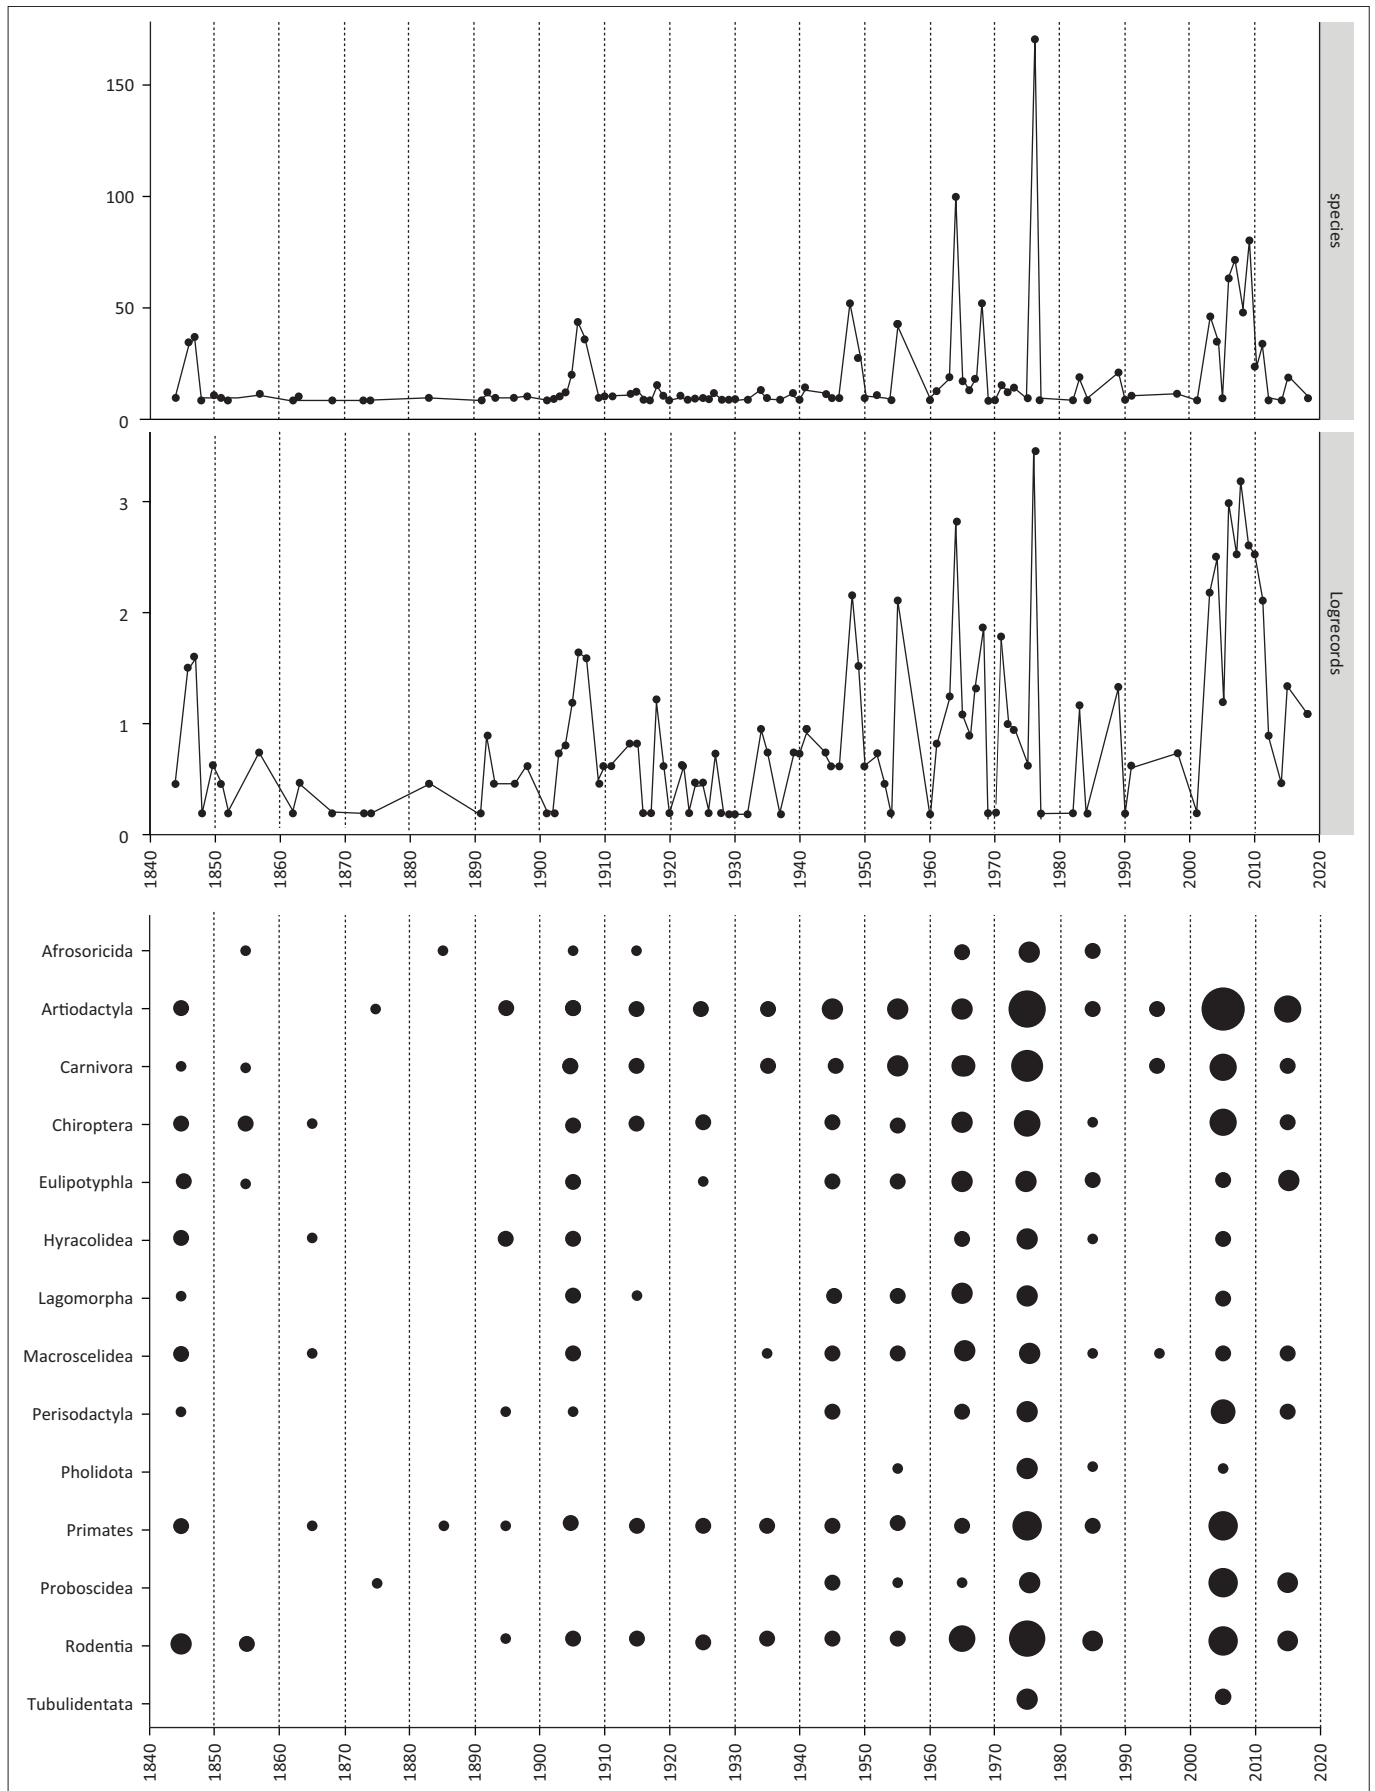 150
100
50
0
species
3
2
1
0
Logrecords
1840 1850 1860 1870 1880 1890 1900 1910 1920 1930 1940 1950 1960 1970 1980 1990 2000 2010 2020
Afrosoricida
Artiodactyla
Carnivora
Chiroptera
Eulipotyphla
Hyracolidea
Lagomorpha
Macroscelidea
Perisodactyla
Pholidota
Primates
Proboscidea
Rodentia
Tubulidentata
1840 1850 1860 1870 1880 1890 1900 1910 1920 1930 1940 1950 1960 1970 1980 1990 2000 2010 2020